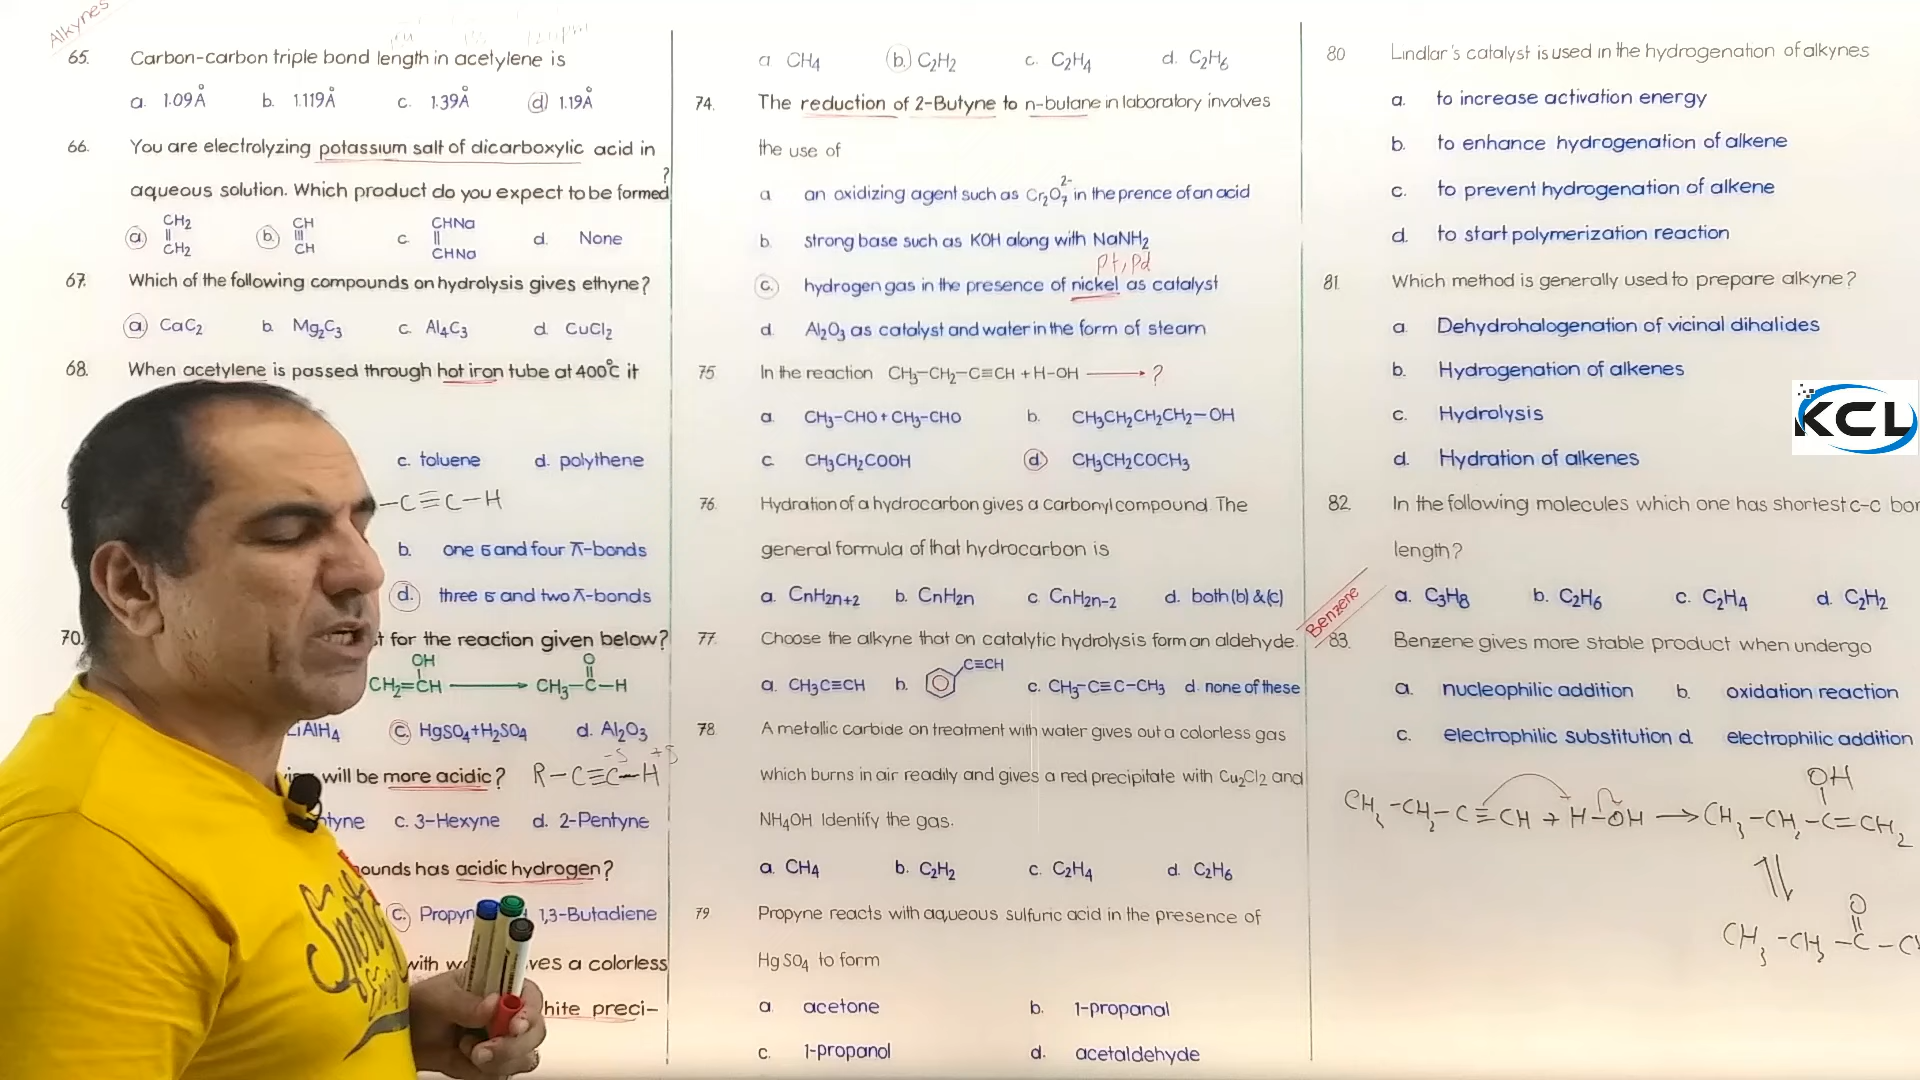 Alkynes
65. Carbon-carbon triple bond length in acetylene is
a. 1.09Å b. 1.119Å c. 1.39Å d) 1.19Å
66. You are electrolyzing potassium salt of dicarboxylic acid in
aqueous solution. Which product do you expect to be formed?
a) CH2=CH2 b. CH≡CH c. CHNa=CHNa d. None
67. Which of the following compounds on hydrolysis gives ethyne?
a) CaC2 b. Mg2C3 c. Al4C3 d. CuCl2
68. When acetylene is passed through hot iron tube at 400°C it
c. toluene d. polythene
-C≡C-H
b. one σ and four π-bonds
d. three σ and two π-bonds
70. t for the reaction given below?
OH O
CH2=CH ⟶ CH3-C-H
LiAlH4 c. HgSO4+H2SO4 d. Al2O3
-δ +δ
will be more acidic? R-C≡C-H
ntyne c. 3-Hexyne d. 2-Pentyne
ounds has acidic hydrogen?
c. Propyn 1,3-Butadiene
with w ves a colorless
hite preci-
a CH4 b. C2H2 c. C2H4 d. C2H6
74. The reduction of 2-Butyne to n-butane in laboratory involves
the use of
a an oxidizing agent such as Cr2O7 2- in the prence of an acid
b. strong base such as KOH along with NaNH2
Pt, Pd
c. hydrogen gas in the presence of nickel as catalyst
d. Al2O3 as catalyst and water in the form of steam
75 In the reaction CH3-CH2-C≡CH + H-OH ⟶ ?
a. CH3-CHO + CH3-CHO b. CH3CH2CH2CH2-OH
c. CH3CH2COOH d) CH3CH2COCH3
76. Hydration of a hydrocarbon gives a carbonyl compound. The
general formula of that hydrocarbon is
a. CnH2n+2 b. CnH2n c. CnH2n-2 d. both (b) & (c)
77. Choose the alkyne that on catalytic hydrolysis form an aldehyde.
a. CH3C≡CH b. C≡CH c. CH3-C≡C-CH3 d. none of these
78. A metallic carbide on treatment with water gives out a colorless gas
which burns in air readily and gives a red precipitate with Cu2Cl2 and
NH4OH Identify the gas.
a. CH4 b. C2H2 c. C2H4 d. C2H6
79 Propyne reacts with aqueous sulfuric acid in the presence of
HgSO4 to form
a. acetone b. 1-propanal
c. 1-propanol d. acetaldehyde
80 Lindlar's catalyst is used in the hydrogenation of alkynes
a. to increase activation energy
b. to enhance hydrogenation of alkene
c. to prevent hydrogenation of alkene
d. to start polymerization reaction
81. Which method is generally used to prepare alkyne?
a. Dehydrohalogenation of vicinal dihalides
b. Hydrogenation of alkenes
c. Hydrolysis
d. Hydration of alkenes
KCL
82. In the following molecules which one has shortest c-c bon
length?
a. C3H8 b. C2H6 c. C2H4 d. C2H2
Benzene
83. Benzene gives more stable product when undergo
a. nucleophilic addition b. oxidation reaction
c. electrophilic substitution d. electrophilic addition
OH
CH3-CH2-C≡CH + H-OH ⟶ CH3-CH2-C=CH2
O
CH3-CH2-C-C